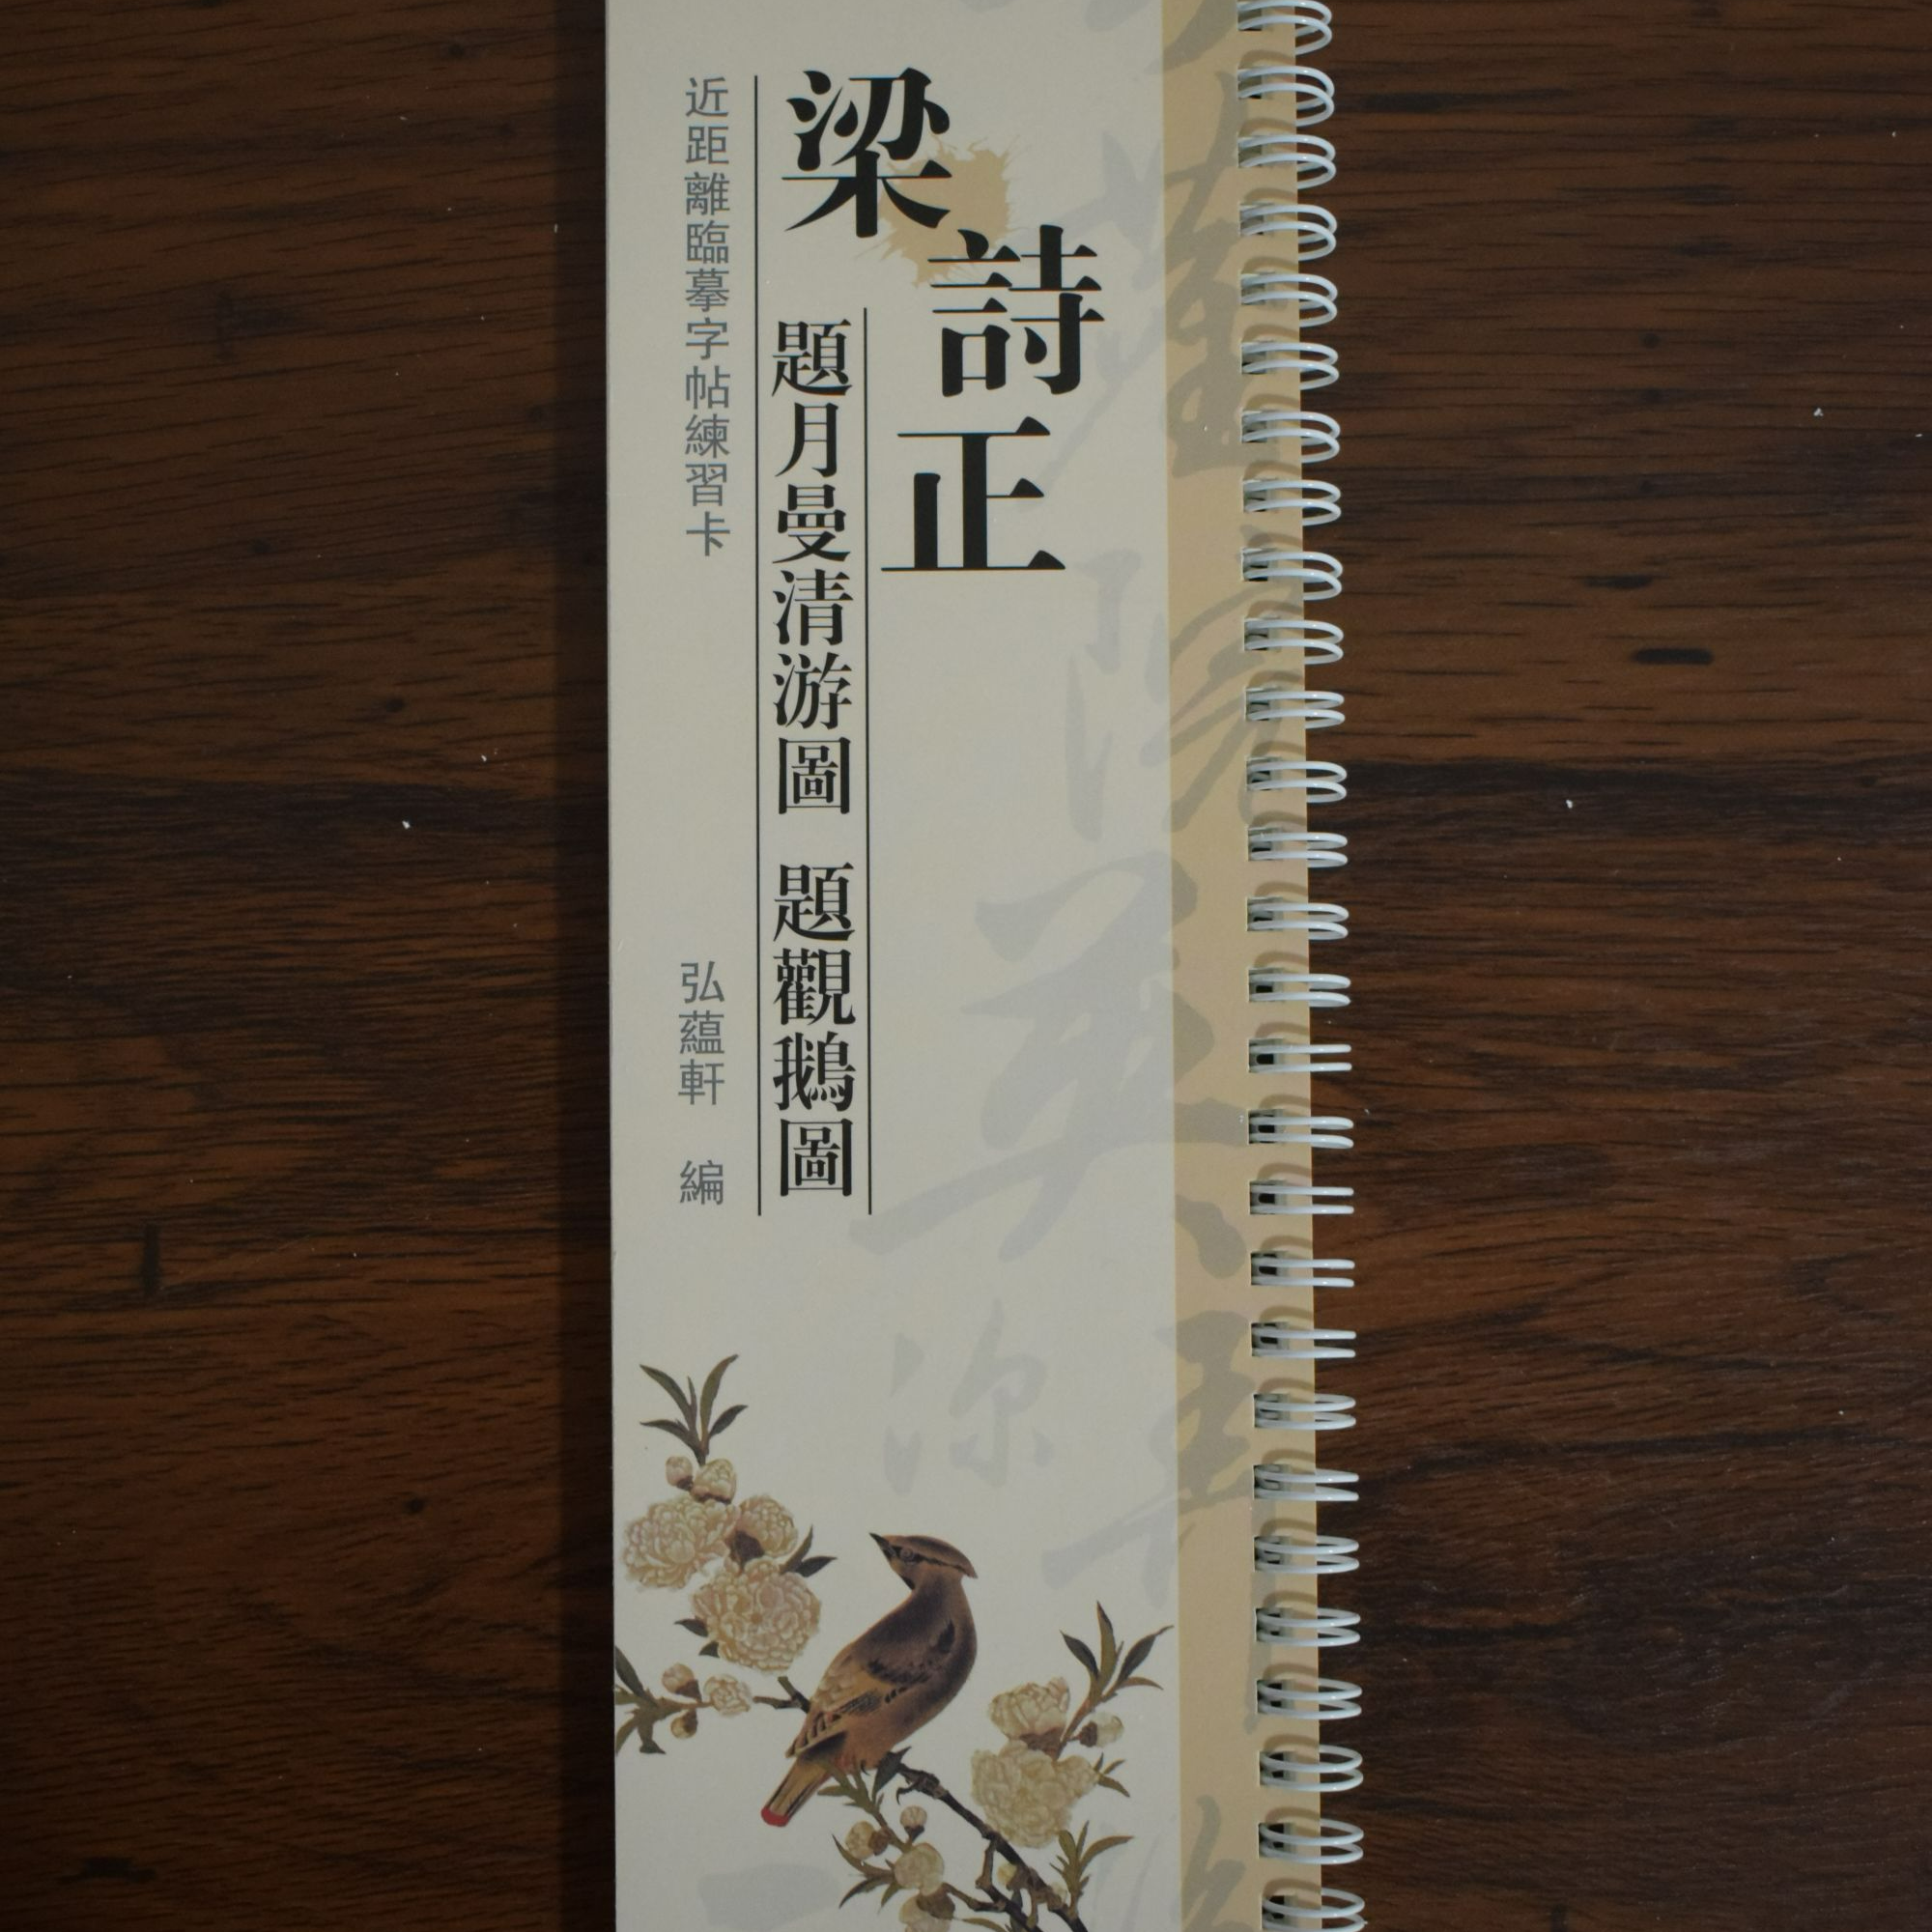 梁詩正
題月曼清游圖 題觀鵝圖
近距離臨摹字帖練習卡
弘蘊軒 編